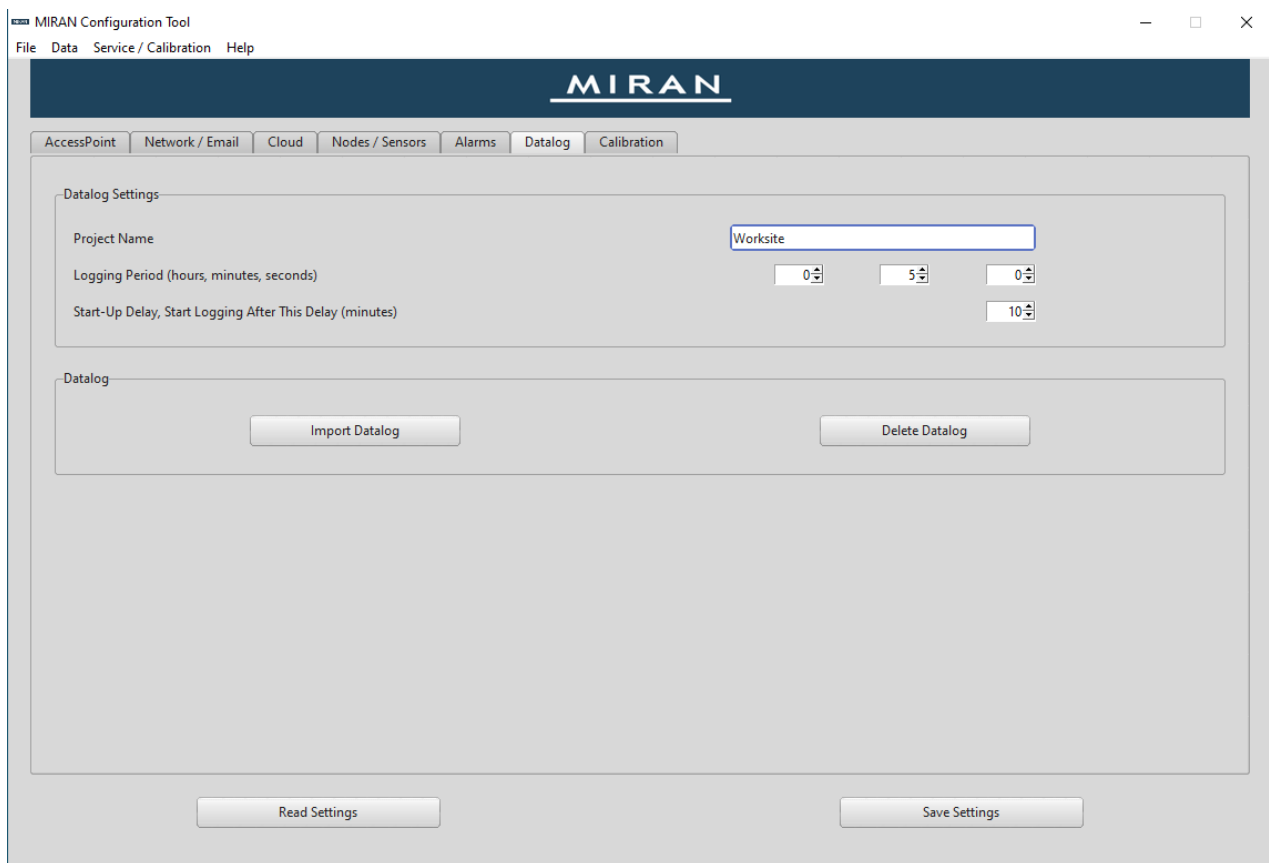 MIRAN Configuration Tool
File Data Service / Calibration Help
MIRAN
AccessPoint Network / Email Cloud Nodes / Sensors Alarms Datalog Calibration
Datalog Settings
Project Name Worksite
Logging Period (hours, minutes, seconds) 0 5 0
Start-Up Delay, Start Logging After This Delay (minutes) 10
Datalog
Import Datalog Delete Datalog
Read Settings Save Settings